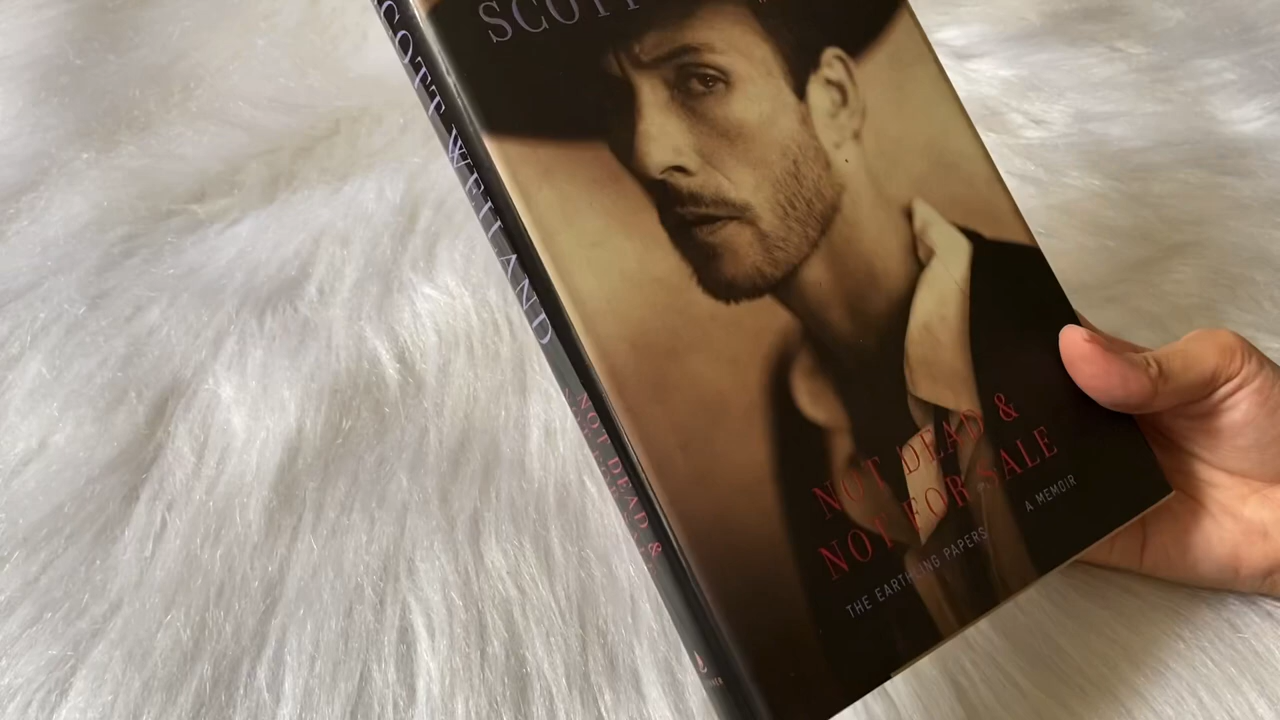 SCOTT
SCOTT WEILAND
NOT DEAD &
NOT DEAD &
NOT FOR SALE
THE EARTHLING PAPERS
A MEMOIR